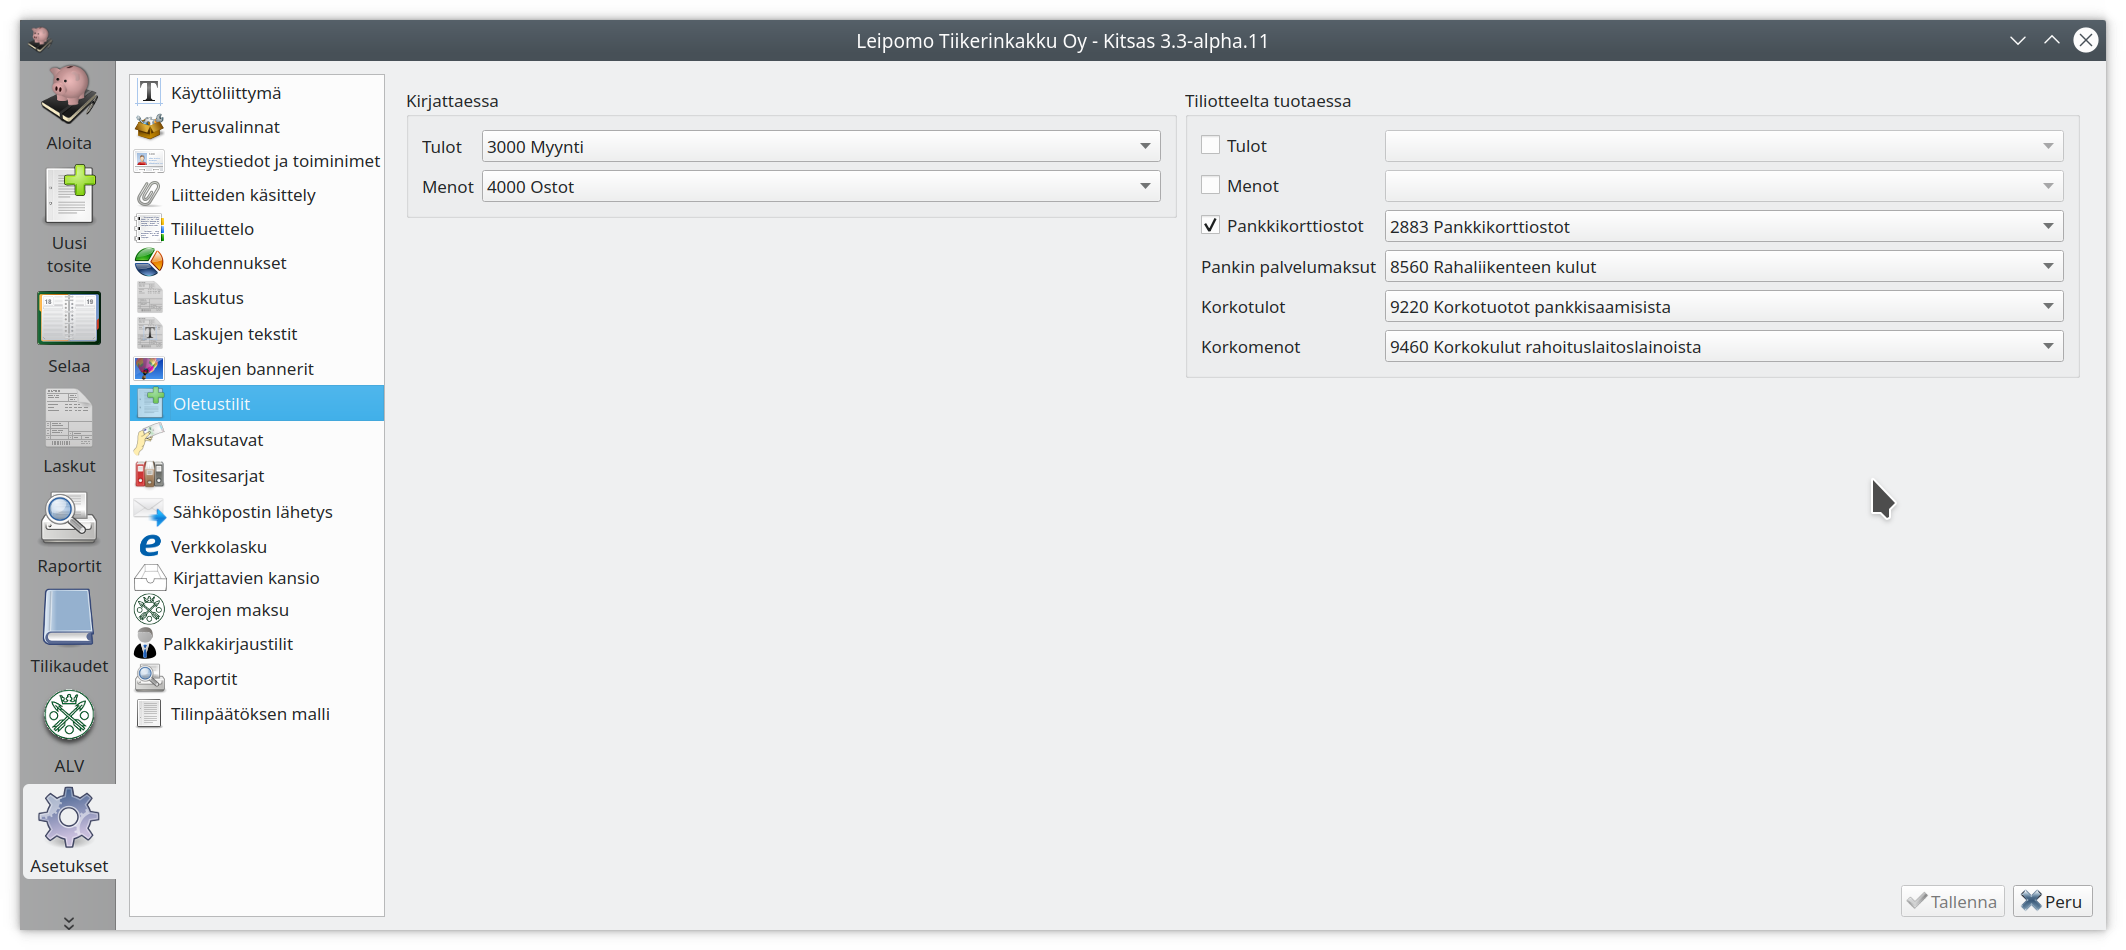 Leipomo Tiikerinkakku Oy - Kitsas 3.3-alpha.11
Aloita
Uusi
tosite
Selaa
Laskut
Raportit
Tilikaudet
ALV
Asetukset
Käyttöliittymä
Perusvalinnat
Yhteystiedot ja toiminimet
Liitteiden käsittely
Tililuettelo
Kohdennukset
Laskutus
Laskujen tekstit
Laskujen bannerit
Oletustilit
Maksutavat
Tositesarjat
Sähköpostin lähetys
Verkkolasku
Kirjattavien kansio
Verojen maksu
Palkkakirjaustilit
Raportit
Tilinpäätöksen malli
Kirjattaessa
Tulot 3000 Myynti
Menot 4000 Ostot
Tiliotteelta tuotaessa
Tulot
Menot
Pankkikorttiostot 2883 Pankkikorttiostot
Pankin palvelumaksut 8560 Rahaliikenteen kulut
Korkotulot 9220 Korkotuotot pankkisaamisista
Korkomenot 9460 Korkokulut rahoituslaitoslainoista
Tallenna Peru